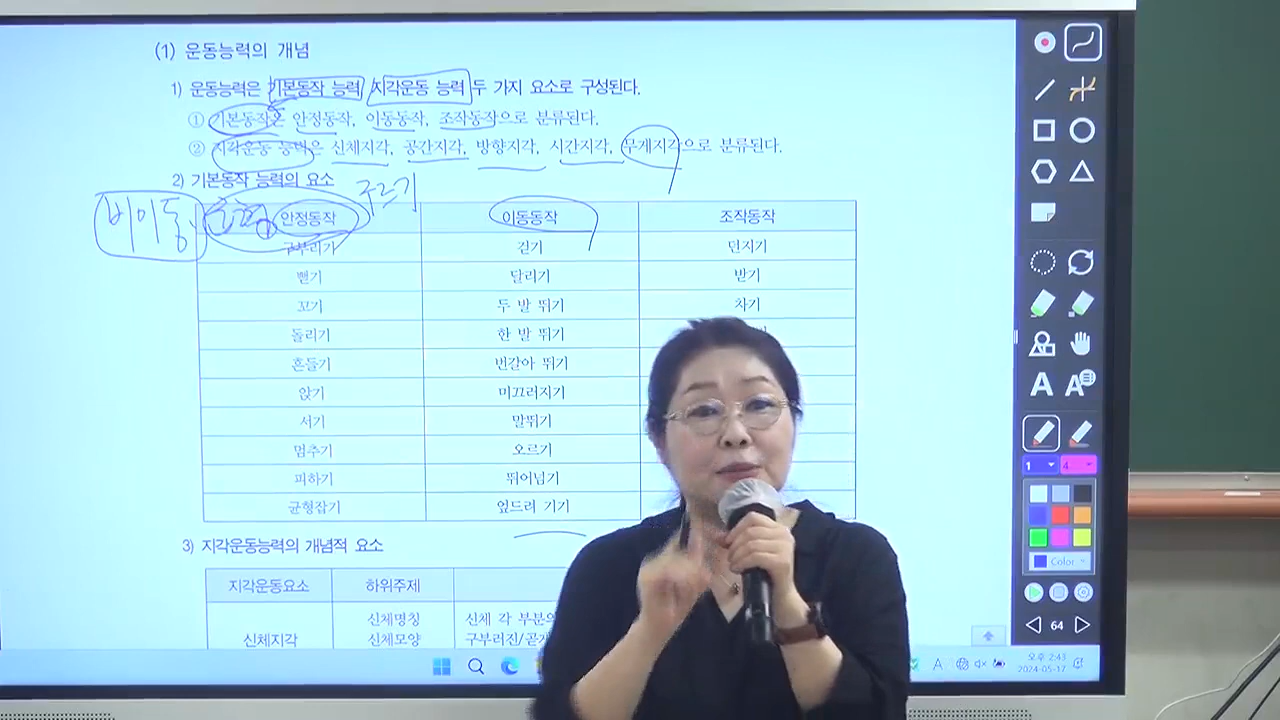 (1) 운동능력의 개념
1) 운동능력은 기본동작 능력 지각운동 능력 두 가지 요소로 구성된다.
① 기본동작은 안정동작, 이동동작, 조작동작으로 분류된다.
② 지각운동 능력은 신체지각, 공간지각, 방향지각, 시간지각, 무게지각으로 분류된다.
2) 기본동작 능력의 요소
비이동
안정동작 이동동작 조작동작
구부리기 걷기 던지기
뻗기 달리기 받기
꼬기 두 발 뛰기 차기
돌리기 한 발 뛰기
흔들기 번갈아 뛰기
앉기 미끄러지기
서기 말뛰기
멈추기 오르기
피하기 뛰어넘기
균형잡기 엎드려 기기
3) 지각운동능력의 개념적 요소
지각운동요소 하위주제
신체지각
신체명칭 신체 각 부분의
신체모양
A A
1 4
Color
64
A
오후 2:43
2024-05-17